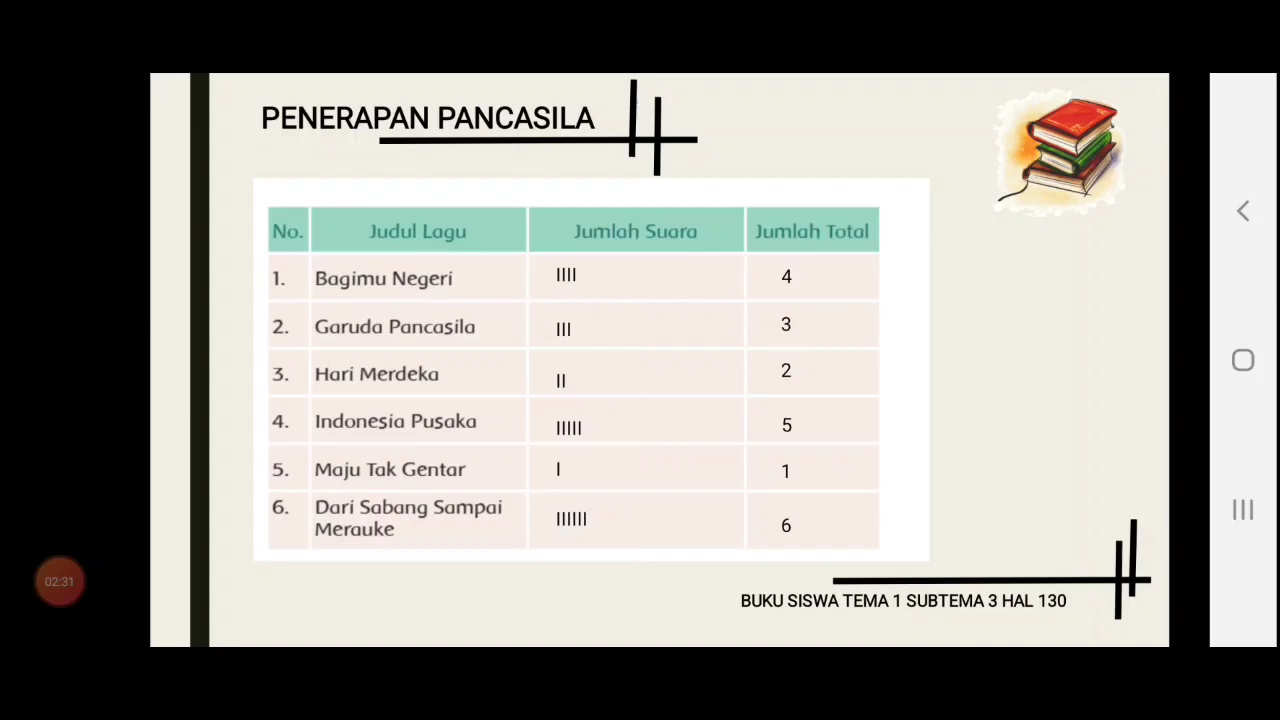 PENERAPAN PANCASILA
No. Judul Lagu Jumlah Suara Jumlah Total
1. Bagimu Negeri IIII 4
2. Garuda Pancasila III 3
3. Hari Merdeka II 2
4. Indonesia Pusaka IIIII 5
5. Maju Tak Gentar I 1
6. Dari Sabang Sampai Merauke IIIIII 6
02:31
BUKU SISWA TEMA 1 SUBTEMA 3 HAL 130